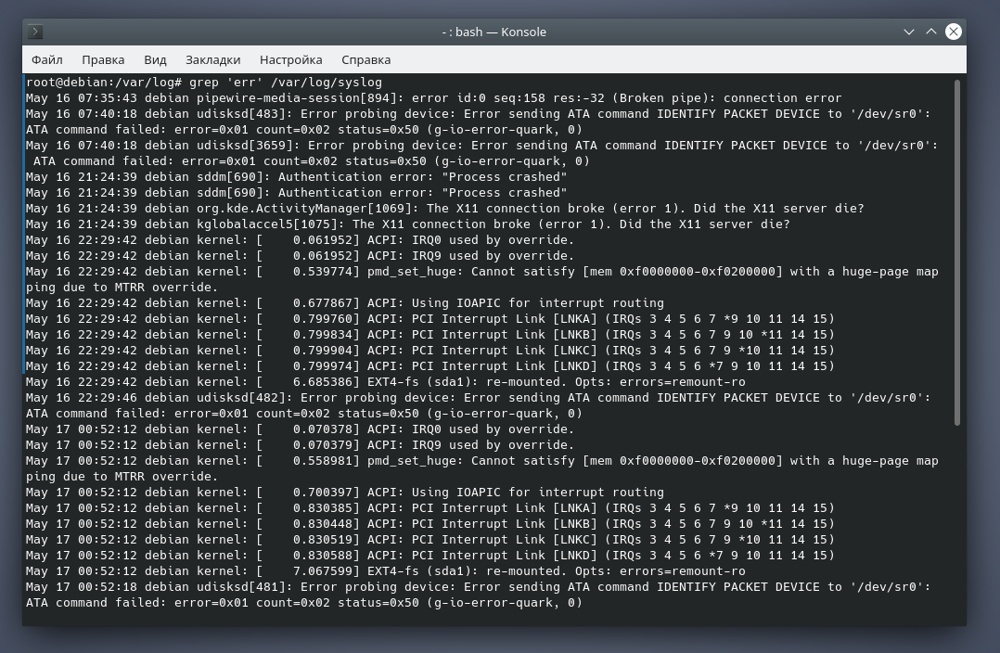 - : bash — Konsole
Файл Правка Вид Закладки Настройка Справка
root@debian:/var/log# grep 'err' /var/log/syslog
May 16 07:35:43 debian pipewire-media-session[894]: error id:0 seq:158 res:-32 (Broken pipe): connection error
May 16 07:40:18 debian udisksd[483]: Error probing device: Error sending ATA command IDENTIFY PACKET DEVICE to '/dev/sr0':
ATA command failed: error=0x01 count=0x02 status=0x50 (g-io-error-quark, 0)
May 16 07:40:18 debian udisksd[3659]: Error probing device: Error sending ATA command IDENTIFY PACKET DEVICE to '/dev/sr0':
 ATA command failed: error=0x01 count=0x02 status=0x50 (g-io-error-quark, 0)
May 16 21:24:39 debian sddm[690]: Authentication error: "Process crashed"
May 16 21:24:39 debian sddm[690]: Authentication error: "Process crashed"
May 16 21:24:39 debian org.kde.ActivityManager[1069]: The X11 connection broke (error 1). Did the X11 server die?
May 16 21:24:39 debian kglobalaccel5[1075]: The X11 connection broke (error 1). Did the X11 server die?
May 16 22:29:42 debian kernel: [    0.061952] ACPI: IRQ0 used by override.
May 16 22:29:42 debian kernel: [    0.061952] ACPI: IRQ9 used by override.
May 16 22:29:42 debian kernel: [    0.539774] pmd_set_huge: Cannot satisfy [mem 0xf0000000-0xf0200000] with a huge-page map
ping due to MTRR override.
May 16 22:29:42 debian kernel: [    0.677867] ACPI: Using IOAPIC for interrupt routing
May 16 22:29:42 debian kernel: [    0.799760] ACPI: PCI Interrupt Link [LNKA] (IRQs 3 4 5 6 7 *9 10 11 14 15)
May 16 22:29:42 debian kernel: [    0.799834] ACPI: PCI Interrupt Link [LNKB] (IRQs 3 4 5 6 7 9 10 *11 14 15)
May 16 22:29:42 debian kernel: [    0.799904] ACPI: PCI Interrupt Link [LNKC] (IRQs 3 4 5 6 7 9 *10 11 14 15)
May 16 22:29:42 debian kernel: [    0.799974] ACPI: PCI Interrupt Link [LNKD] (IRQs 3 4 5 6 *7 9 10 11 14 15)
May 16 22:29:42 debian kernel: [    6.685386] EXT4-fs (sda1): re-mounted. Opts: errors=remount-ro
May 16 22:29:46 debian udisksd[482]: Error probing device: Error sending ATA command IDENTIFY PACKET DEVICE to '/dev/sr0':
ATA command failed: error=0x01 count=0x02 status=0x50 (g-io-error-quark, 0)
May 17 00:52:12 debian kernel: [    0.070378] ACPI: IRQ0 used by override.
May 17 00:52:12 debian kernel: [    0.070379] ACPI: IRQ9 used by override.
May 17 00:52:12 debian kernel: [    0.558981] pmd_set_huge: Cannot satisfy [mem 0xf0000000-0xf0200000] with a huge-page map
ping due to MTRR override.
May 17 00:52:12 debian kernel: [    0.700397] ACPI: Using IOAPIC for interrupt routing
May 17 00:52:12 debian kernel: [    0.830385] ACPI: PCI Interrupt Link [LNKA] (IRQs 3 4 5 6 7 *9 10 11 14 15)
May 17 00:52:12 debian kernel: [    0.830448] ACPI: PCI Interrupt Link [LNKB] (IRQs 3 4 5 6 7 9 10 *11 14 15)
May 17 00:52:12 debian kernel: [    0.830519] ACPI: PCI Interrupt Link [LNKC] (IRQs 3 4 5 6 7 9 *10 11 14 15)
May 17 00:52:12 debian kernel: [    0.830588] ACPI: PCI Interrupt Link [LNKD] (IRQs 3 4 5 6 *7 9 10 11 14 15)
May 17 00:52:12 debian kernel: [    7.067599] EXT4-fs (sda1): re-mounted. Opts: errors=remount-ro
May 17 00:52:18 debian udisksd[481]: Error probing device: Error sending ATA command IDENTIFY PACKET DEVICE to '/dev/sr0':
ATA command failed: error=0x01 count=0x02 status=0x50 (g-io-error-quark, 0)